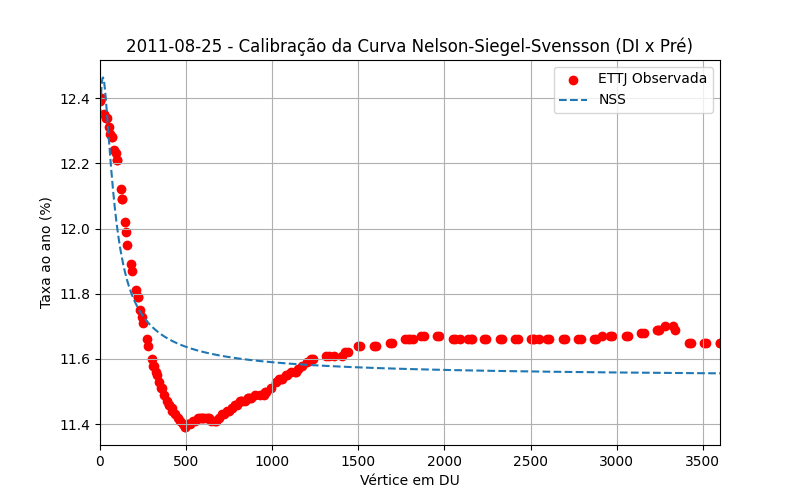 2011-08-25 - Calibração da Curva Nelson-Siegel-Svensson (DI x Pré)
ETTJ Observada
NSS
Taxa ao ano (%)
12.4
12.2
12.0
11.8
11.6
11.4
0 500 1000 1500 2000 2500 3000 3500
Vértice em DU